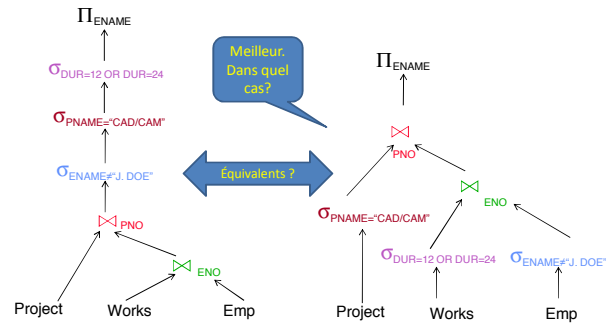 Π ENAME
σ DUR=12 OR DUR=24
σ PNAME="CAD/CAM"
σ ENAME≠"J. DOE"
⋈ PNO
⋈ ENO
Project Works Emp
Meilleur.
Dans quel
cas?
Équivalents ?
Π ENAME
⋈ PNO
⋈ ENO
σ PNAME="CAD/CAM"
σ DUR=12 OR DUR=24
σ ENAME≠"J. DOE"
Project Works Emp